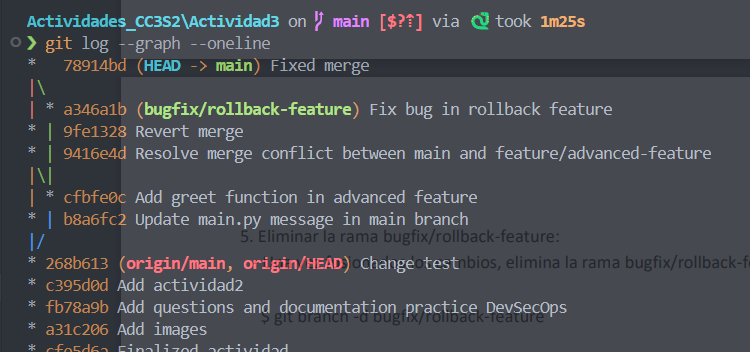 Actividades_CC3S2\Actividad3 on main [$?⇡] via took 1m25s
❯ git log --graph --oneline
*   78914bd (HEAD -> main) Fixed merge
|\
| * a346a1b (bugfix/rollback-feature) Fix bug in rollback feature
* | 9fe1328 Revert merge
* | 9416e4d Resolve merge conflict between main and feature/advanced-feature
|\|
| * cfbfe0c Add greet function in advanced feature
* | b8a6fc2 Update main.py message in main branch
|/
5. Eliminar la rama bugfix/rollback-feature:
* 268b613 (origin/main, origin/HEAD) Change test
ambios, elimina la rama bugfix/rollback-fe
* c395d0d Add actividad2
* fb78a9b Add questions and documentation practice DevSecOps
$ git branch -d bugfix/rollback-feature
* a31c206 Add images
* cfe5d6a Finalized actividad